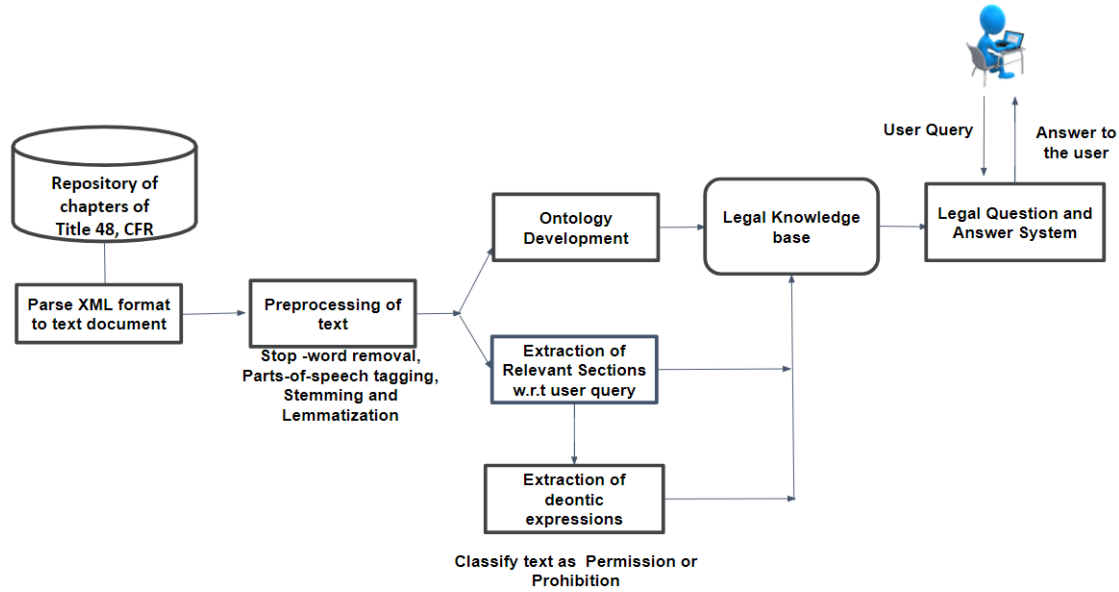 User Query
Answer to
the user
Repository of
chapters of
Title 48, CFR
Ontology
Development
Legal Knowledge
base
Legal Question and
Answer System
Parse XML format
to text document
Preprocessing of
text
Stop -word removal,
Parts-of-speech tagging,
Stemming and
Lemmatization
Extraction of
Relevant Sections
w.r.t user query
Extraction of
deontic
expressions
Classify text as Permission or
Prohibition